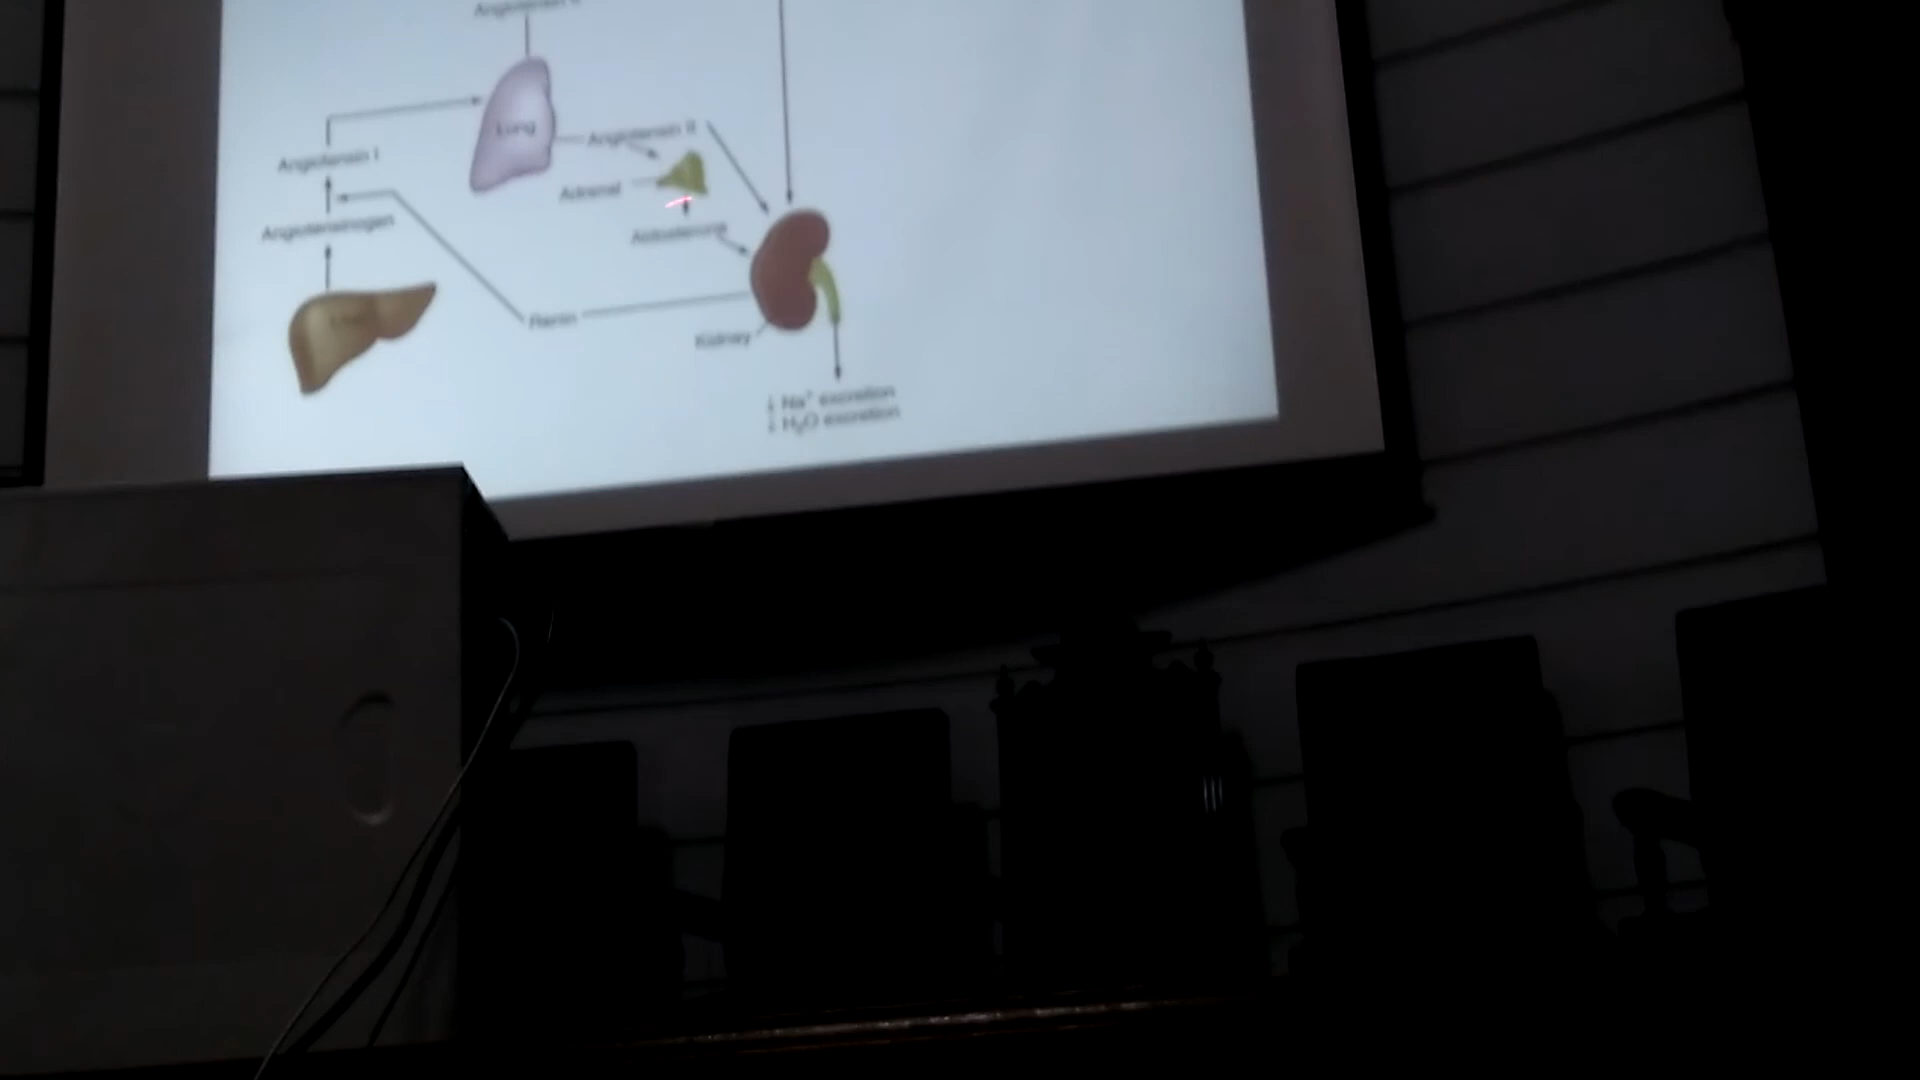 Lung
Angiotensin II
Angiotensin I
Adrenal
Angiotensinogen
Aldosterone
Renin
Kidney
↓ Na⁺ excretion
↓ H₂O excretion